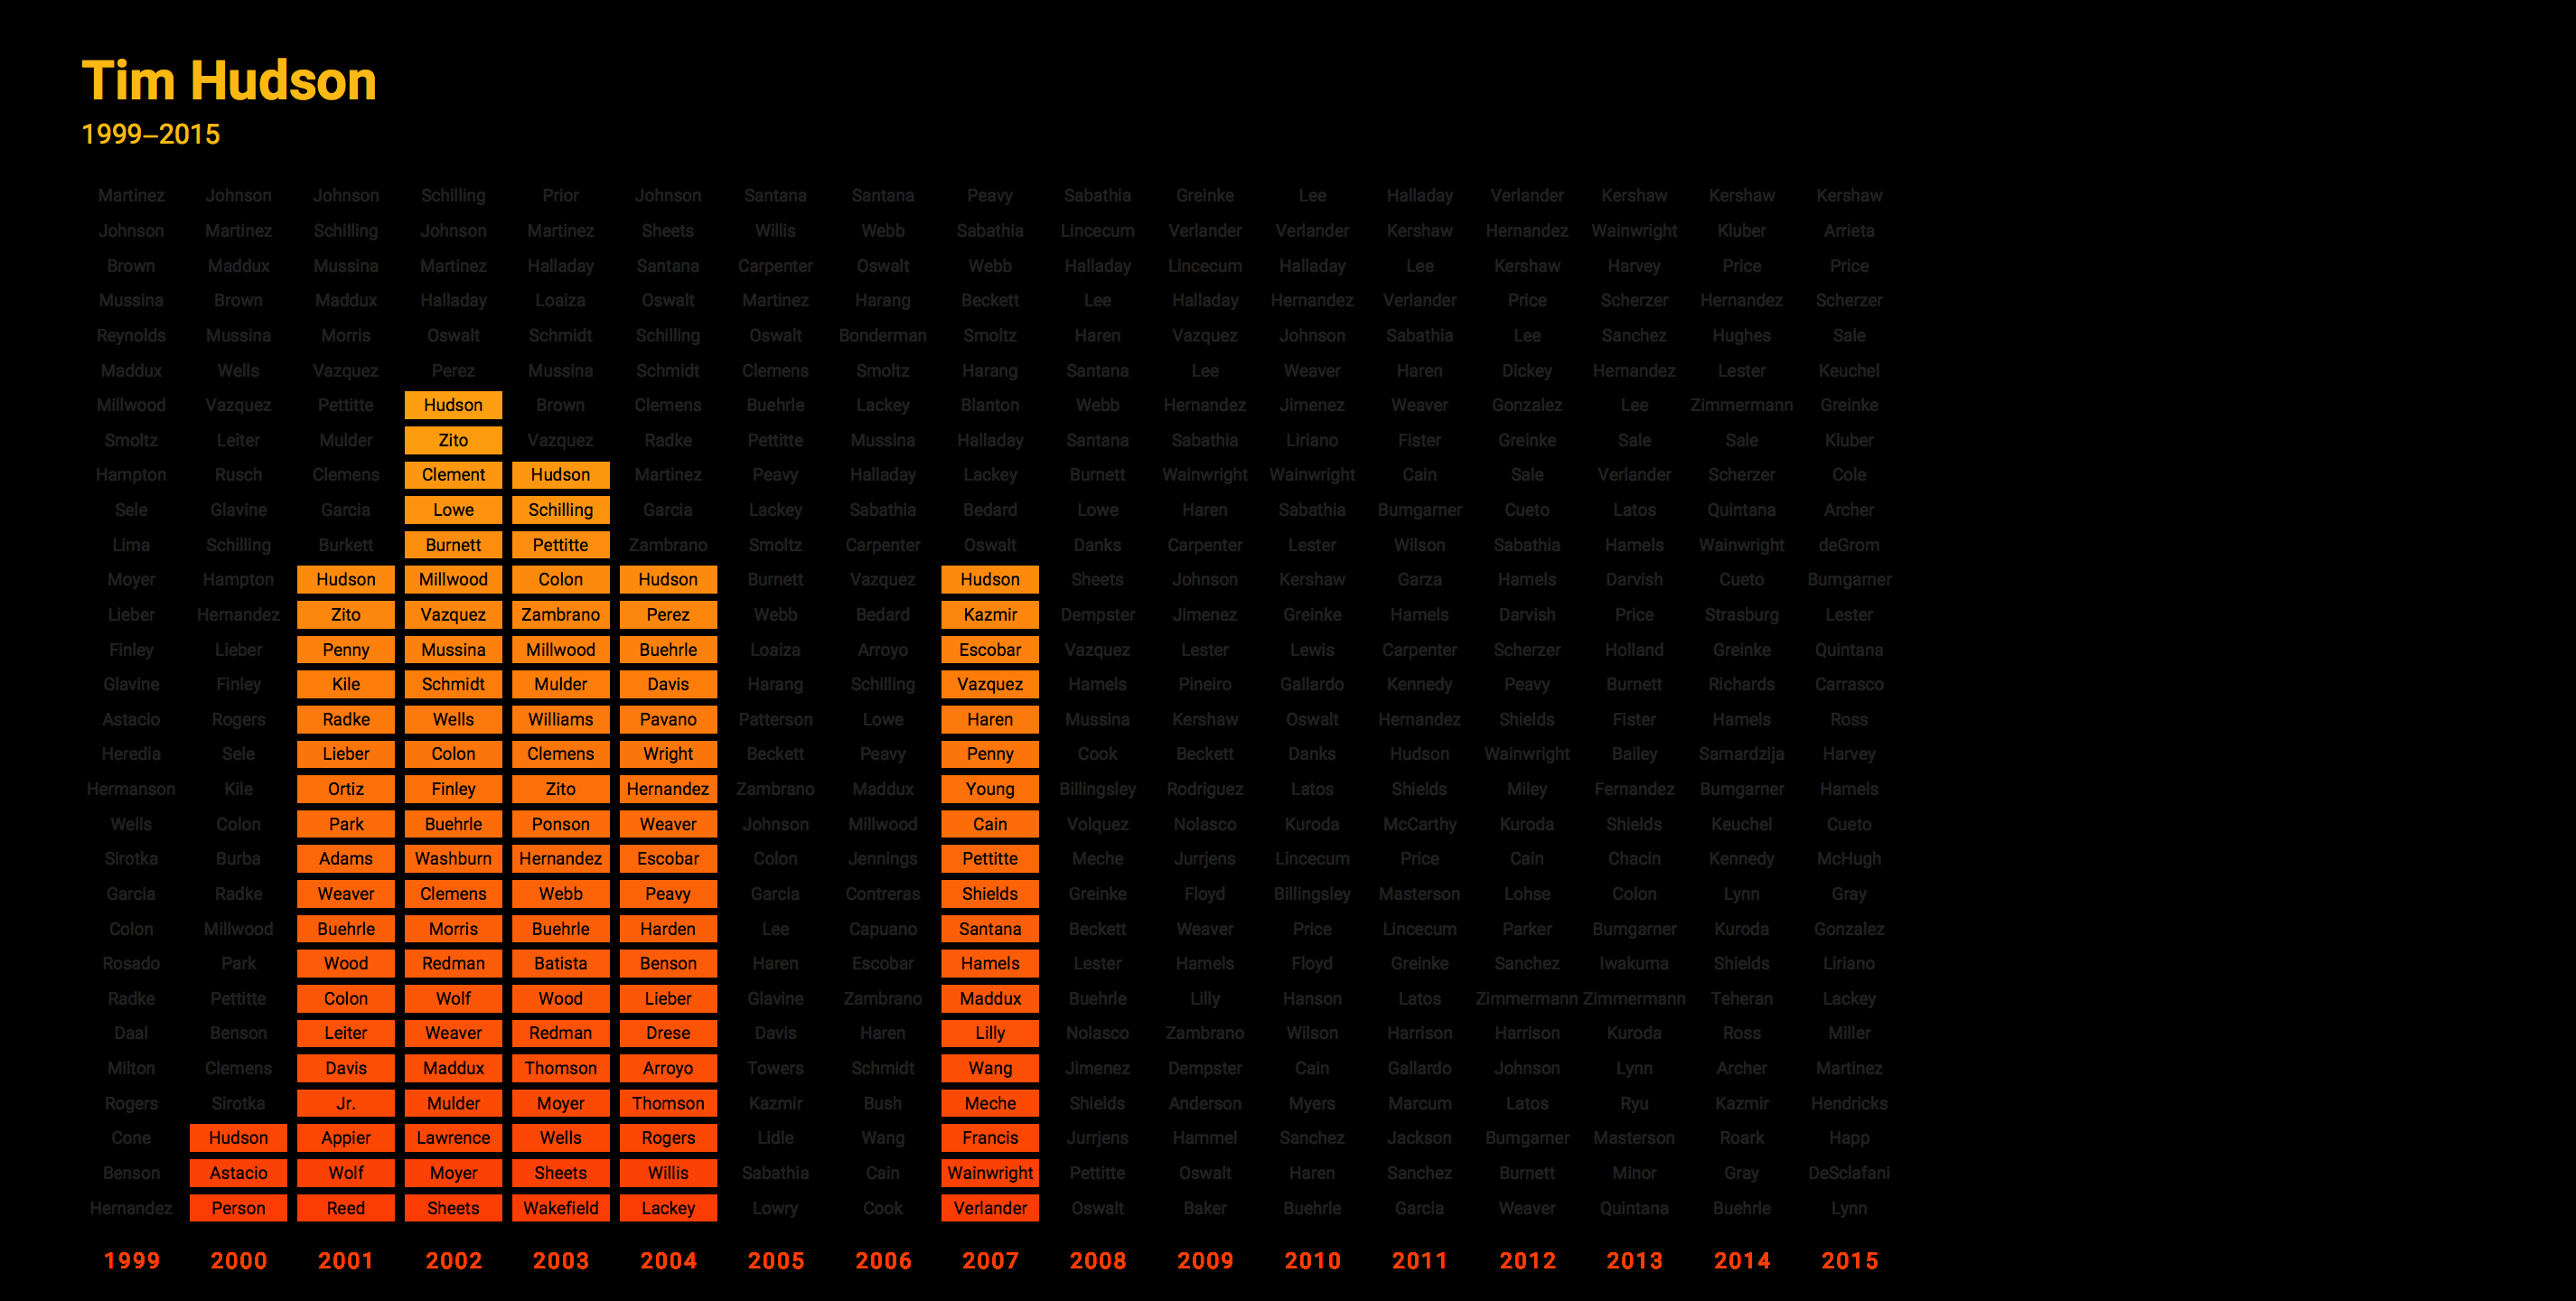 Tim Hudson
1999–2015
Martinez Johnson Johnson Schilling Prior Johnson Santana Santana Peavy Sabathia Greinke Lee Halladay Verlander Kershaw Kershaw Kershaw
Johnson Martinez Schilling Johnson Martinez Sheets Willis Webb Sabathia Lincecum Verlander Verlander Kershaw Hernandez Wainwright Kluber Arrieta
Brown Maddux Mussina Martinez Halladay Santana Carpenter Oswalt Webb Halladay Lincecum Halladay Lee Kershaw Harvey Price Price
Mussina Brown Maddux Halladay Loaiza Oswalt Martinez Harang Beckett Lee Halladay Hernandez Verlander Price Scherzer Hernandez Scherzer
Reynolds Mussina Morris Oswalt Schmidt Schilling Oswalt Bonderman Smoltz Haren Vazquez Johnson Sabathia Lee Sanchez Hughes Sale
Maddux Wells Vazquez Perez Mussina Schmidt Clemens Smoltz Harang Santana Lee Weaver Haren Dickey Hernandez Lester Keuchel
Millwood Vazquez Pettitte Hudson Brown Clemens Buehrle Lackey Blanton Webb Hernandez Jimenez Weaver Gonzalez Lee Zimmermann Greinke
Smoltz Leiter Mulder Zito Vazquez Radke Pettitte Mussina Halladay Santana Sabathia Liriano Fister Greinke Sale Sale Kluber
Hampton Rusch Clemens Clement Hudson Martinez Peavy Halladay Lackey Burnett Wainwright Wainwright Cain Sale Verlander Scherzer Cole
Sele Glavine Garcia Lowe Schilling Garcia Lackey Sabathia Bedard Lowe Haren Sabathia Bumgarner Cueto Latos Quintana Archer
Lima Schilling Burkett Burnett Pettitte Zambrano Smoltz Carpenter Oswalt Danks Carpenter Lester Wilson Sabathia Hamels Wainwright deGrom
Moyer Hampton Hudson Millwood Colon Hudson Burnett Vazquez Hudson Sheets Johnson Kershaw Garza Hamels Darvish Cueto Bumgarner
Lieber Hernandez Zito Vazquez Zambrano Perez Webb Bedard Kazmir Dempster Jimenez Greinke Hamels Darvish Price Strasburg Lester
Finley Lieber Penny Mussina Millwood Buehrle Loaiza Arroyo Escobar Vazquez Lester Lewis Carpenter Scherzer Holland Greinke Quintana
Glavine Finley Kile Schmidt Mulder Davis Harang Schilling Vazquez Hamels Pineiro Gallardo Kennedy Peavy Burnett Richards Carrasco
Astacio Rogers Radke Wells Williams Pavano Patterson Lowe Haren Mussina Kershaw Oswalt Hernandez Shields Fister Hamels Ross
Heredia Sele Lieber Colon Clemens Wright Beckett Peavy Penny Cook Beckett Danks Hudson Wainwright Bailey Samardzija Harvey
Hermanson Kile Ortiz Finley Zito Hernandez Zambrano Maddux Young Billingsley Rodriguez Latos Shields Miley Fernandez Bumgarner Hamels
Wells Colon Park Buehrle Ponson Weaver Johnson Millwood Cain Volquez Nolasco Kuroda McCarthy Kuroda Shields Keuchel Cueto
Sirotka Burba Adams Washburn Hernandez Escobar Colon Jennings Pettitte Meche Jurrjens Lincecum Price Cain Chacin Kennedy McHugh
Garcia Radke Weaver Clemens Webb Peavy Garcia Contreras Shields Greinke Floyd Billingsley Masterson Lohse Colon Lynn Gray
Colon Millwood Buehrle Morris Buehrle Harden Lee Capuano Santana Beckett Weaver Price Lincecum Parker Bumgarner Kuroda Gonzalez
Rosado Park Wood Redman Batista Benson Haren Escobar Hamels Lester Hamels Floyd Greinke Sanchez Iwakuma Shields Liriano
Radke Pettitte Colon Wolf Wood Lieber Glavine Zambrano Maddux Buehrle Lilly Hanson Latos Zimmermann Zimmermann Teheran Lackey
Daal Benson Leiter Weaver Redman Drese Davis Haren Lilly Nolasco Zambrano Wilson Harrison Harrison Kuroda Ross Miller
Milton Clemens Davis Maddux Thomson Arroyo Towers Schmidt Wang Jimenez Dempster Cain Gallardo Johnson Lynn Archer Martinez
Rogers Sirotka Jr. Mulder Moyer Thomson Kazmir Bush Meche Shields Anderson Myers Marcum Latos Ryu Kazmir Hendricks
Cone Hudson Appier Lawrence Wells Rogers Lidle Wang Francis Jurrjens Hammel Sanchez Jackson Bumgarner Masterson Roark Happ
Benson Astacio Wolf Moyer Sheets Willis Sabathia Cain Wainwright Pettitte Oswalt Haren Sanchez Burnett Minor Gray DeSclafani
Hernandez Person Reed Sheets Wakefield Lackey Lowry Cook Verlander Oswalt Baker Buehrle Garcia Weaver Quintana Buehrle Lynn
1999 2000 2001 2002 2003 2004 2005 2006 2007 2008 2009 2010 2011 2012 2013 2014 2015